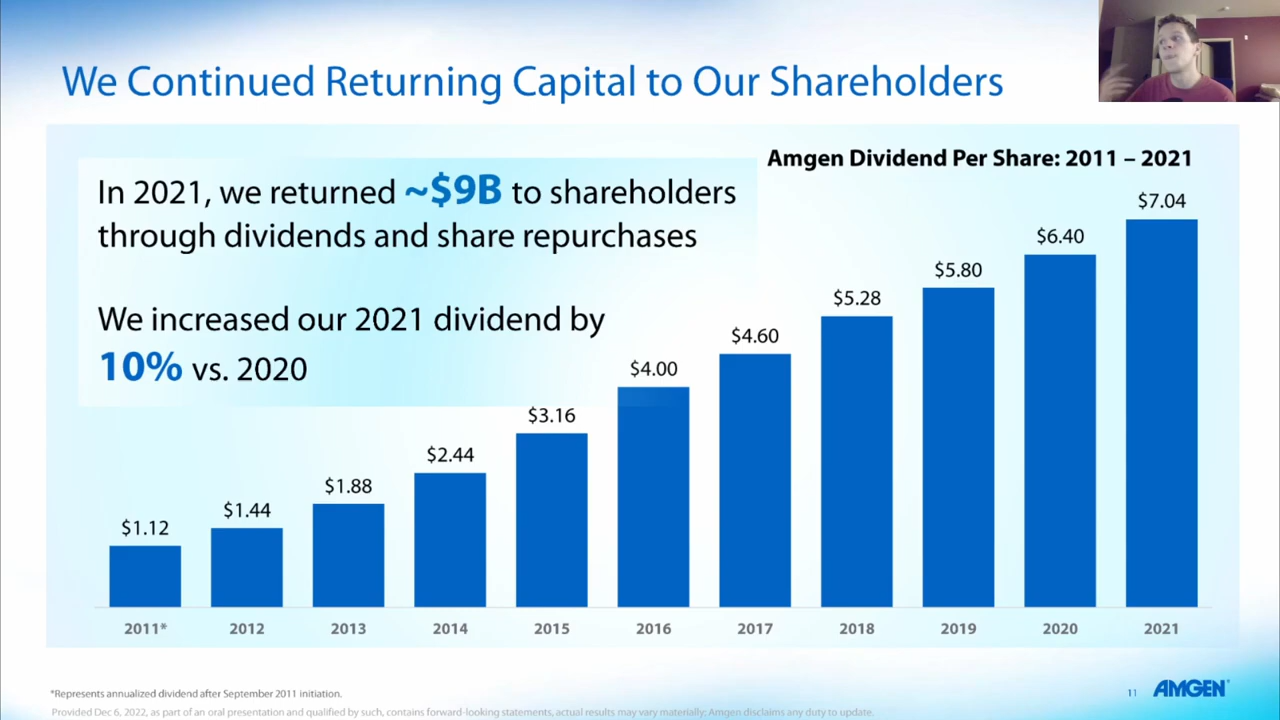 We Continued Returning Capital to Our Shareholders
Amgen Dividend Per Share: 2011 – 2021
In 2021, we returned ~$9B to shareholders
through dividends and share repurchases
We increased our 2021 dividend by
10% vs. 2020
$1.12
$1.44
$1.88
$2.44
$3.16
$4.00
$4.60
$5.28
$5.80
$6.40
$7.04
2011*
2012
2013
2014
2015
2016
2017
2018
2019
2020
2021
*Represents annualized dividend after September 2011 initiation.
11
AMGEN®
Provided Dec 6, 2022, as part of an oral presentation and qualified by such, contains forward-looking statements, actual results may vary materially; Amgen disclaims any duty to update.